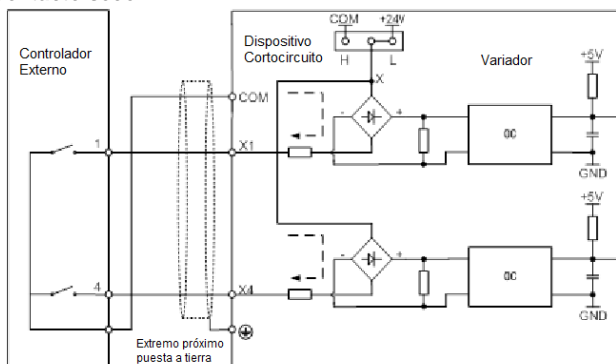 Controlador
Externo
Dispositivo
Cortocircuito
COM
+24V
H
L
X
Variador
+5V
COM
- +
OC
1
X1
GND
+5V
- +
OC
4
X4
GND
Extremo próximo
puesta a tierra